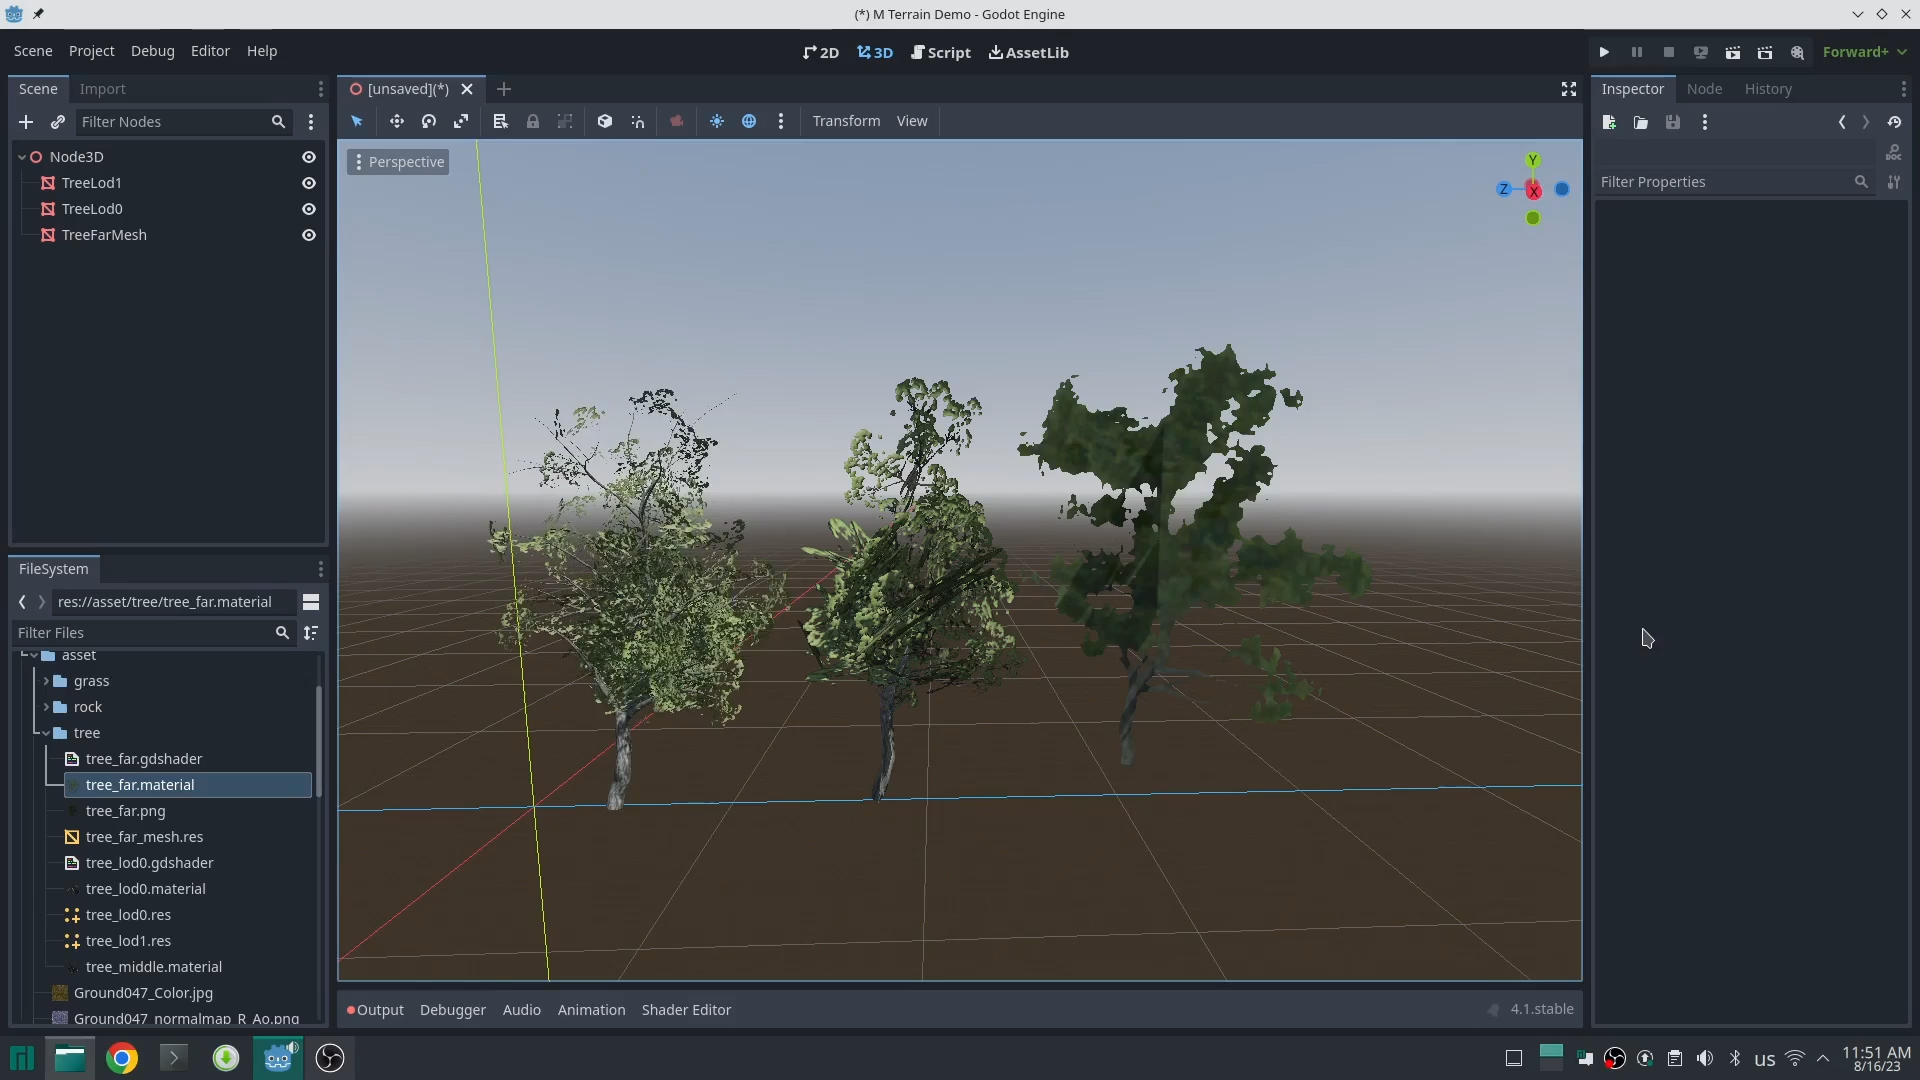 (*) M Terrain Demo - Godot Engine
Scene Project Debug Editor Help
2D 3D Script AssetLib
Forward+
Scene Import
[unsaved](*)
Inspector Node History
Filter Nodes
Transform View
Node3D
TreeLod1
TreeLod0
TreeFarMesh
Perspective
Y
Z X
DOC
Filter Properties
FileSystem
res://asset/tree/tree_far.material
Filter Files
asset
grass
rock
tree
tree_far.gdshader
tree_far.material
tree_far.png
tree_far_mesh.res
tree_lod0.gdshader
tree_lod0.material
tree_lod0.res
tree_lod1.res
tree_middle.material
Ground047_Color.jpg
Ground047_normalmap_R_Ao.png
Output Debugger Audio Animation Shader Editor
4.1.stable
us
11:51 AM
8/16/23